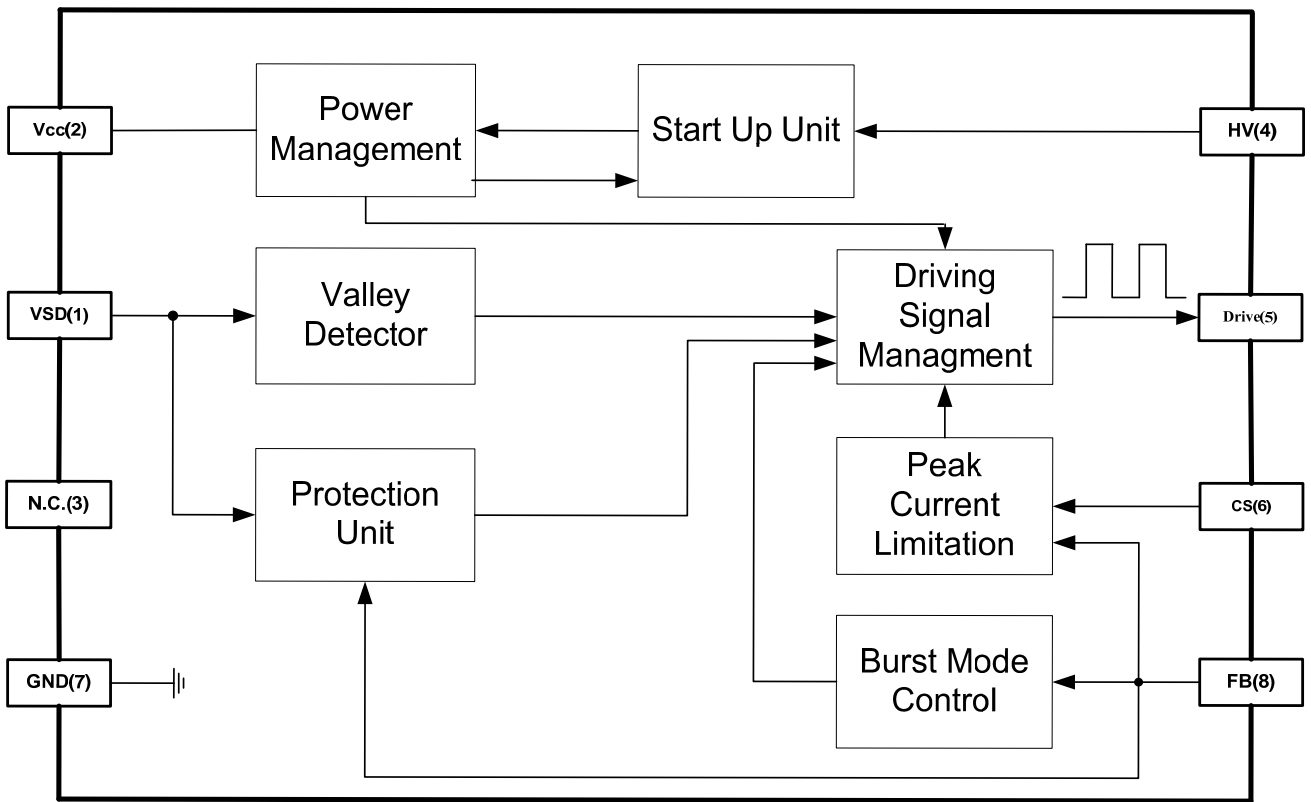 Vcc(2)
Power
Management
Start Up Unit
HV(4)
VSD(1)
Valley
Detector
Driving
Signal
Managment
Drive(5)
N.C.(3)
Protection
Unit
Peak
Current
Limitation
CS(6)
GND(7)
Burst Mode
Control
FB(8)